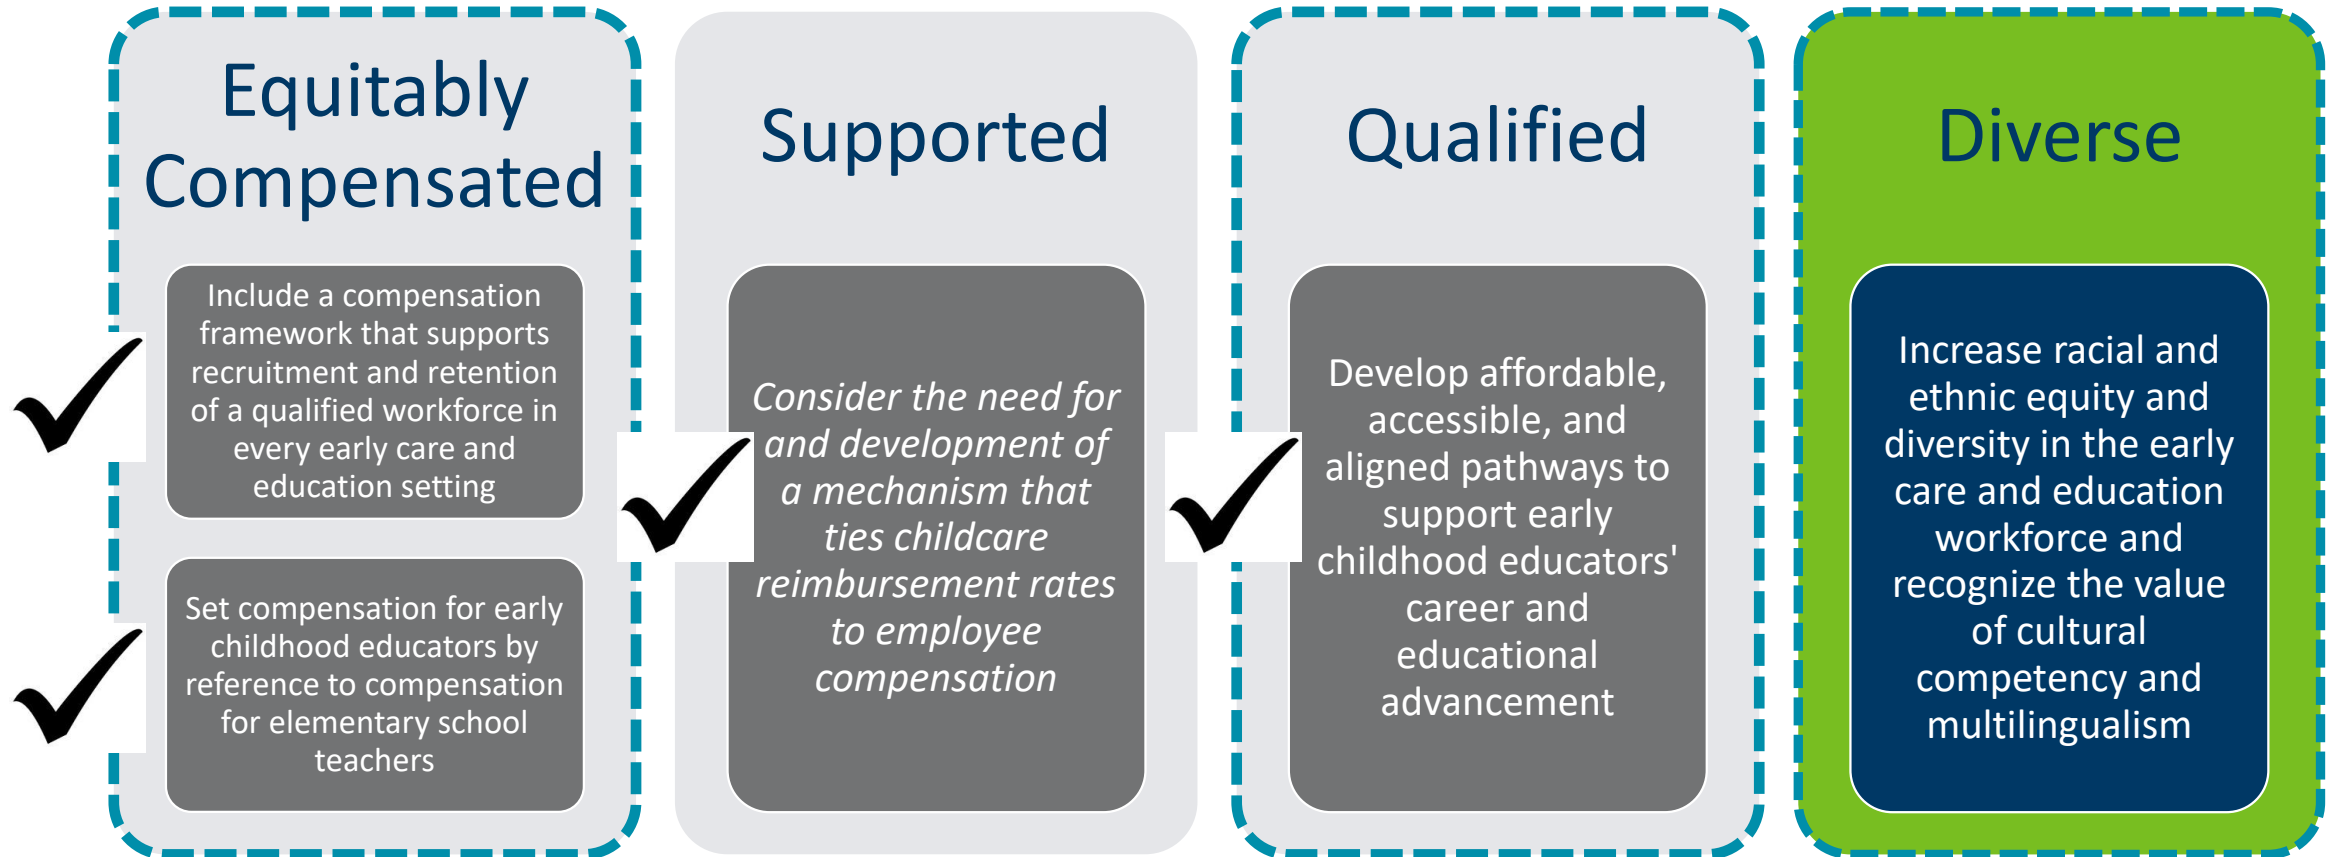 Equitably
Compensated
Include a compensation
framework that supports
recruitment and retention
of a qualified workforce in
every early care and
education setting
Set compensation for early
childhood educators by
reference to compensation
for elementary school
teachers
Supported
Consider the need for
and development of
a mechanism that
ties childcare
reimbursement rates
to employee
compensation
Qualified
Develop affordable,
accessible, and
aligned pathways to
support early
childhood educators'
career and
educational
advancement
Diverse
Increase racial and
ethnic equity and
diversity in the early
care and education
workforce and
recognize the value
of cultural
competency and
multilingualism